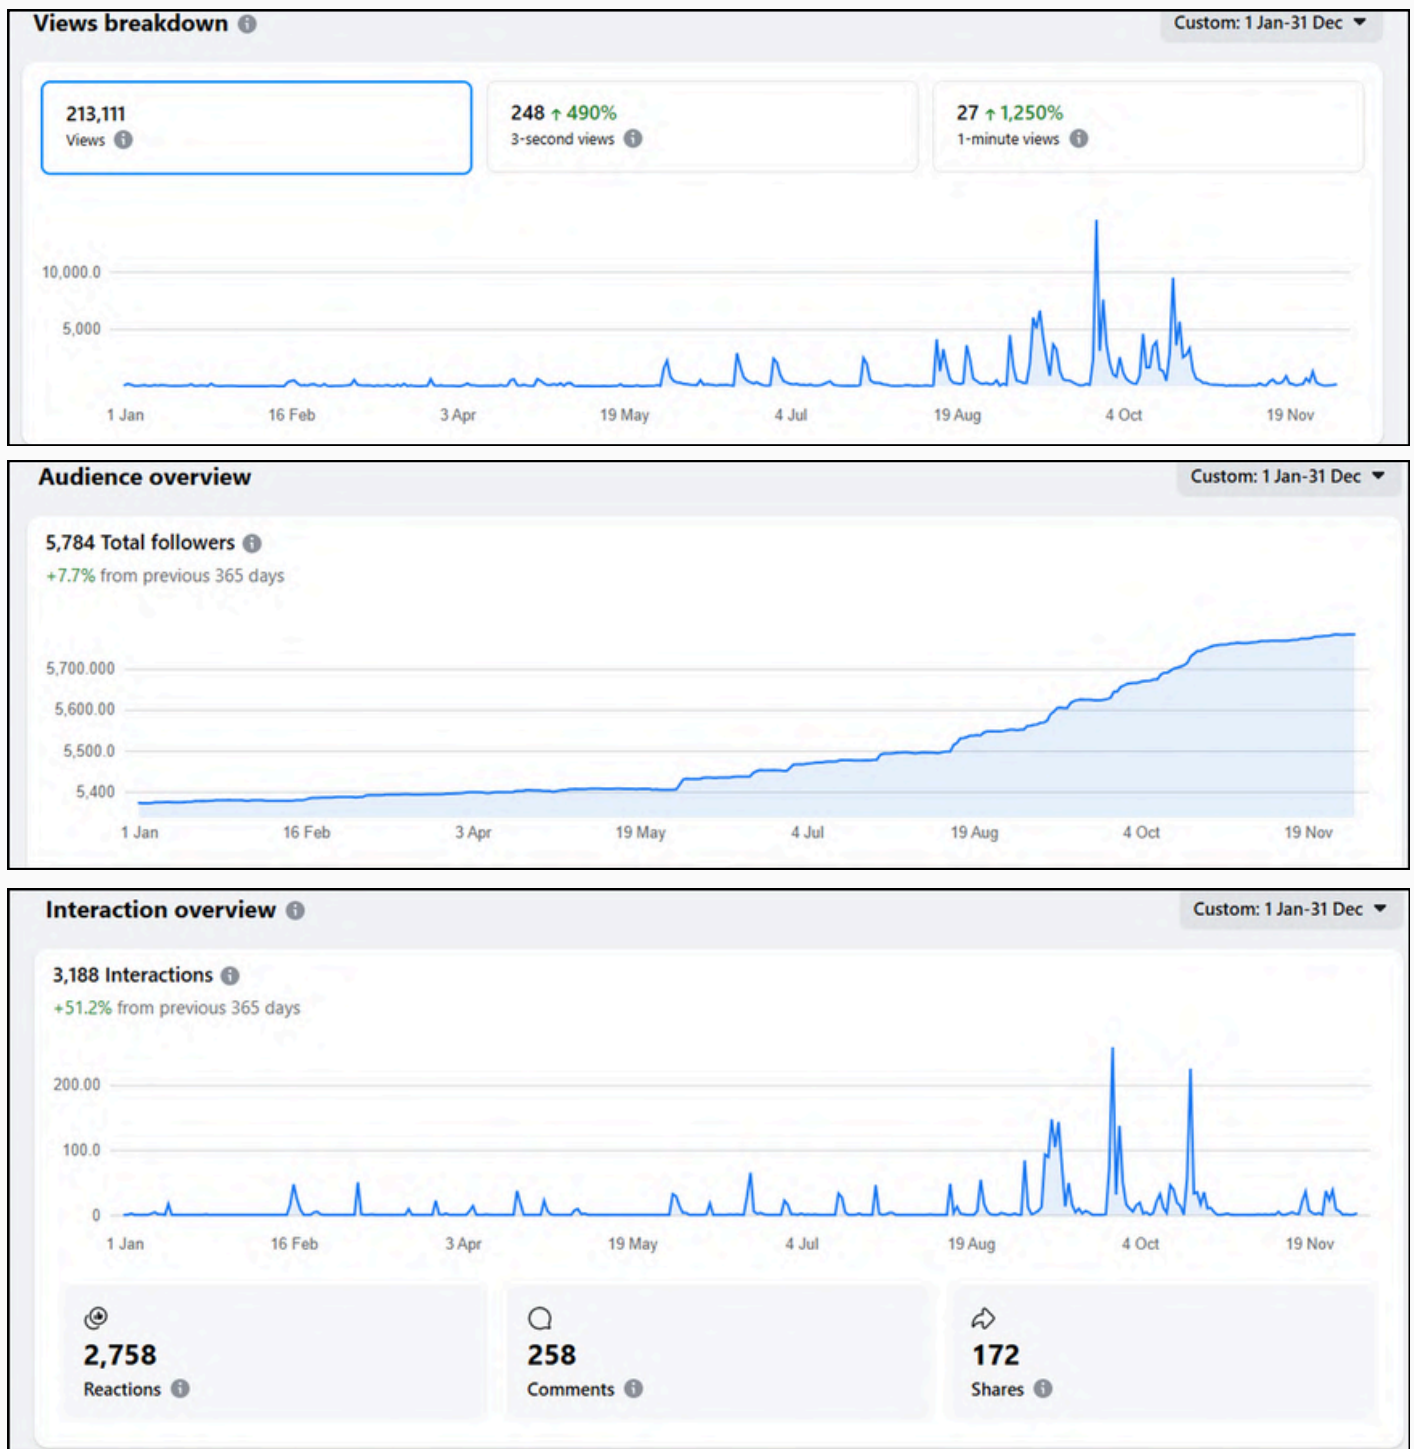 Views breakdown
Custom: 1 Jan-31 Dec
213,111
Views
248 ↑ 490%
3-second views
27 ↑ 1,250%
1-minute views
10,000.0
5,000
1 Jan 16 Feb 3 Apr 19 May 4 Jul 19 Aug 4 Oct 19 Nov
Audience overview
Custom: 1 Jan-31 Dec
5,784 Total followers
+7.7% from previous 365 days
5,700.000
5,600.00
5,500.0
5,400
1 Jan 16 Feb 3 Apr 19 May 4 Jul 19 Aug 4 Oct 19 Nov
Interaction overview
Custom: 1 Jan-31 Dec
3,188 Interactions
+51.2% from previous 365 days
200.00
100.0
0
1 Jan 16 Feb 3 Apr 19 May 4 Jul 19 Aug 4 Oct 19 Nov
2,758
Reactions
258
Comments
172
Shares